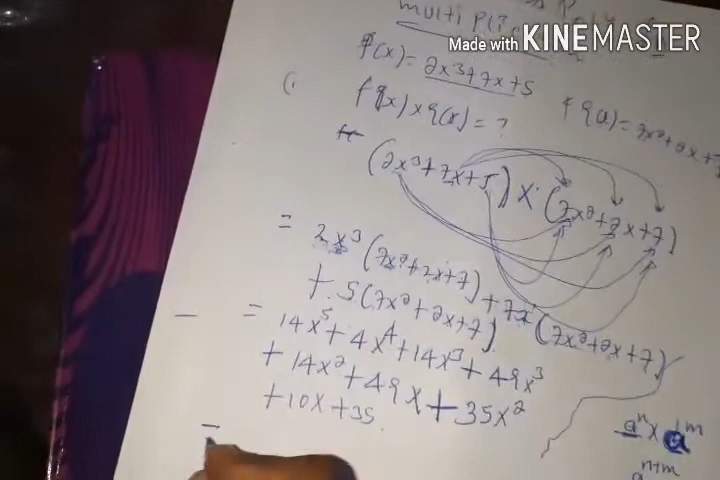 multipli
Made with KINEMASTER
f(x) = 2x³+7x+5
(i
f(x) × q(x) = ?
q(x) = 7x²+2x+7
(2x³+7x+5) × (7x²+2x+7)
= 2x³(7x²+2x+7) + 7x(7x²+2x+7)
+ 5(7x²+2x+7)
= 14x⁵+4x⁴+14x³+49x³
+14x²+49x+35x²
+10x+35
aⁿ × aᵐ
aⁿ⁺ᵐ